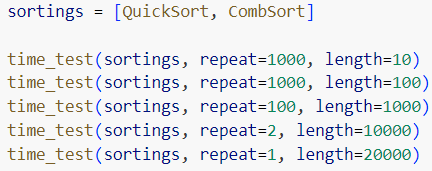 sortings = [QuickSort, CombSort]
time_test(sortings, repeat=1000, length=10)
time_test(sortings, repeat=1000, length=100)
time_test(sortings, repeat=100, length=1000)
time_test(sortings, repeat=2, length=10000)
time_test(sortings, repeat=1, length=20000)